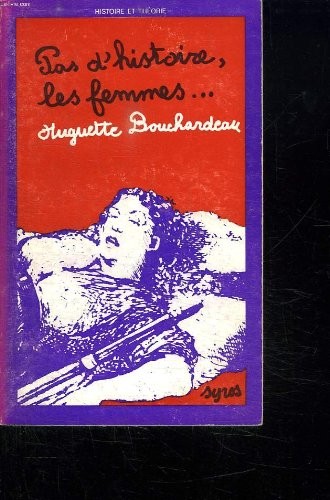 HISTOIRE ET THÉORIE
Pas d'histoire,
les femmes...
Huguette Bouchardeau
syros